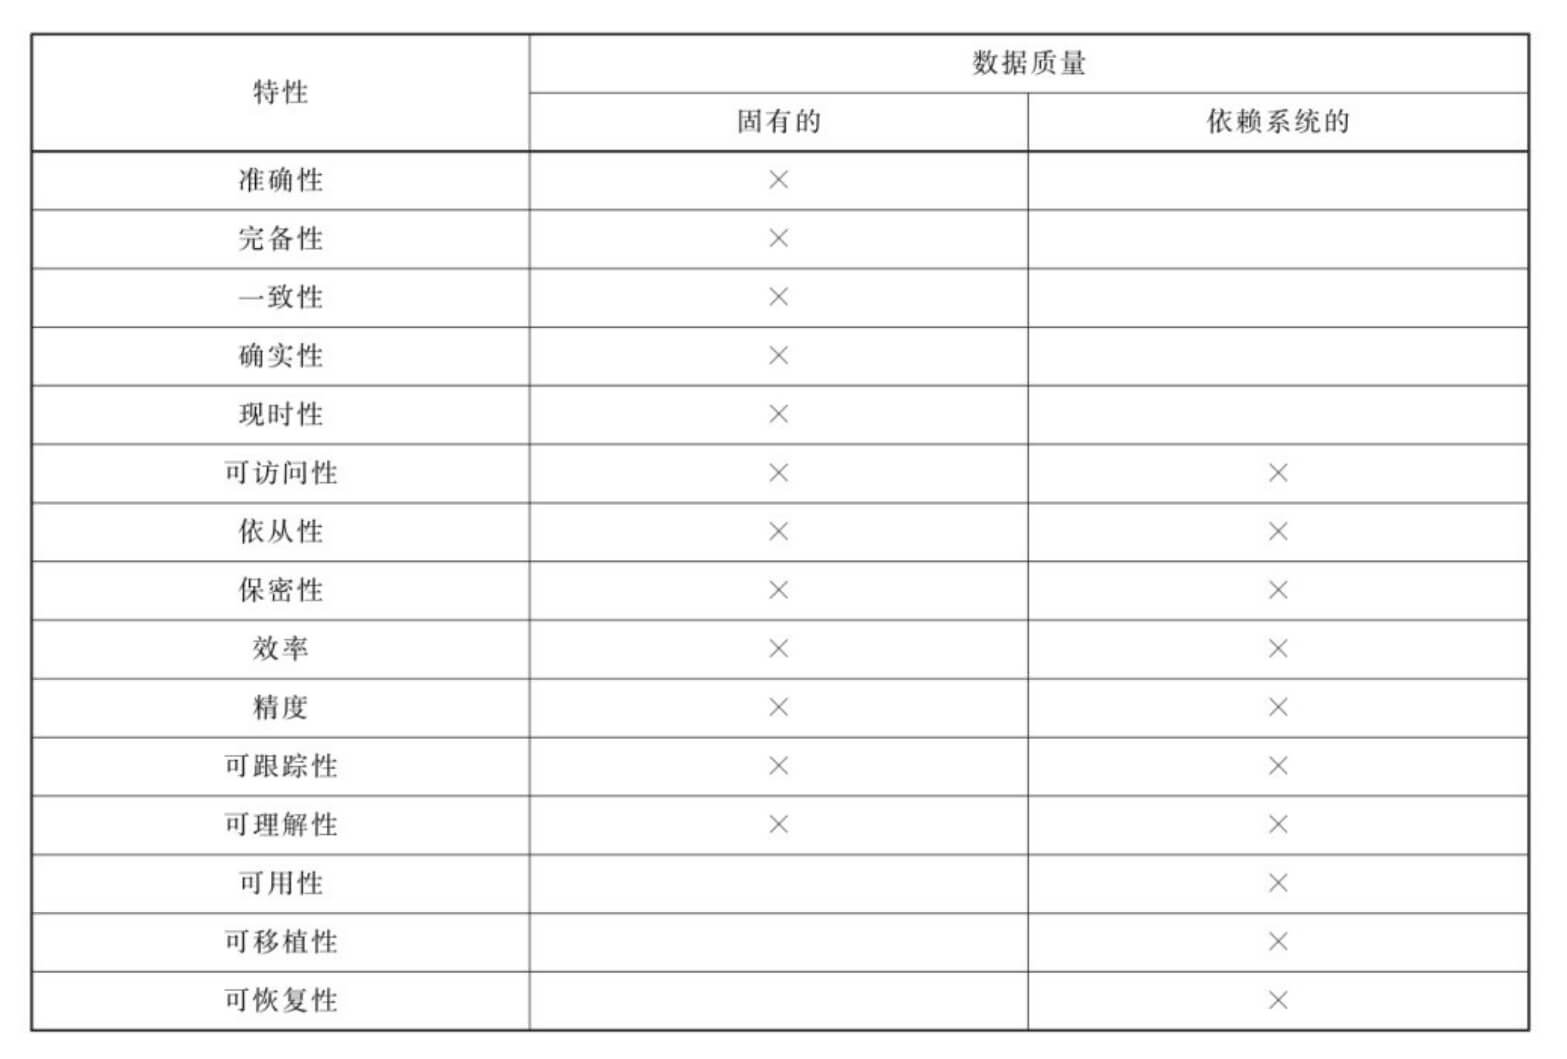 特性
数据质量
固有的 依赖系统的
准确性 ×
完备性 ×
一致性 ×
确实性 ×
现时性 ×
可访问性 × ×
依从性 × ×
保密性 × ×
效率 × ×
精度 × ×
可跟踪性 × ×
可理解性 × ×
可用性 ×
可移植性 ×
可恢复性 ×